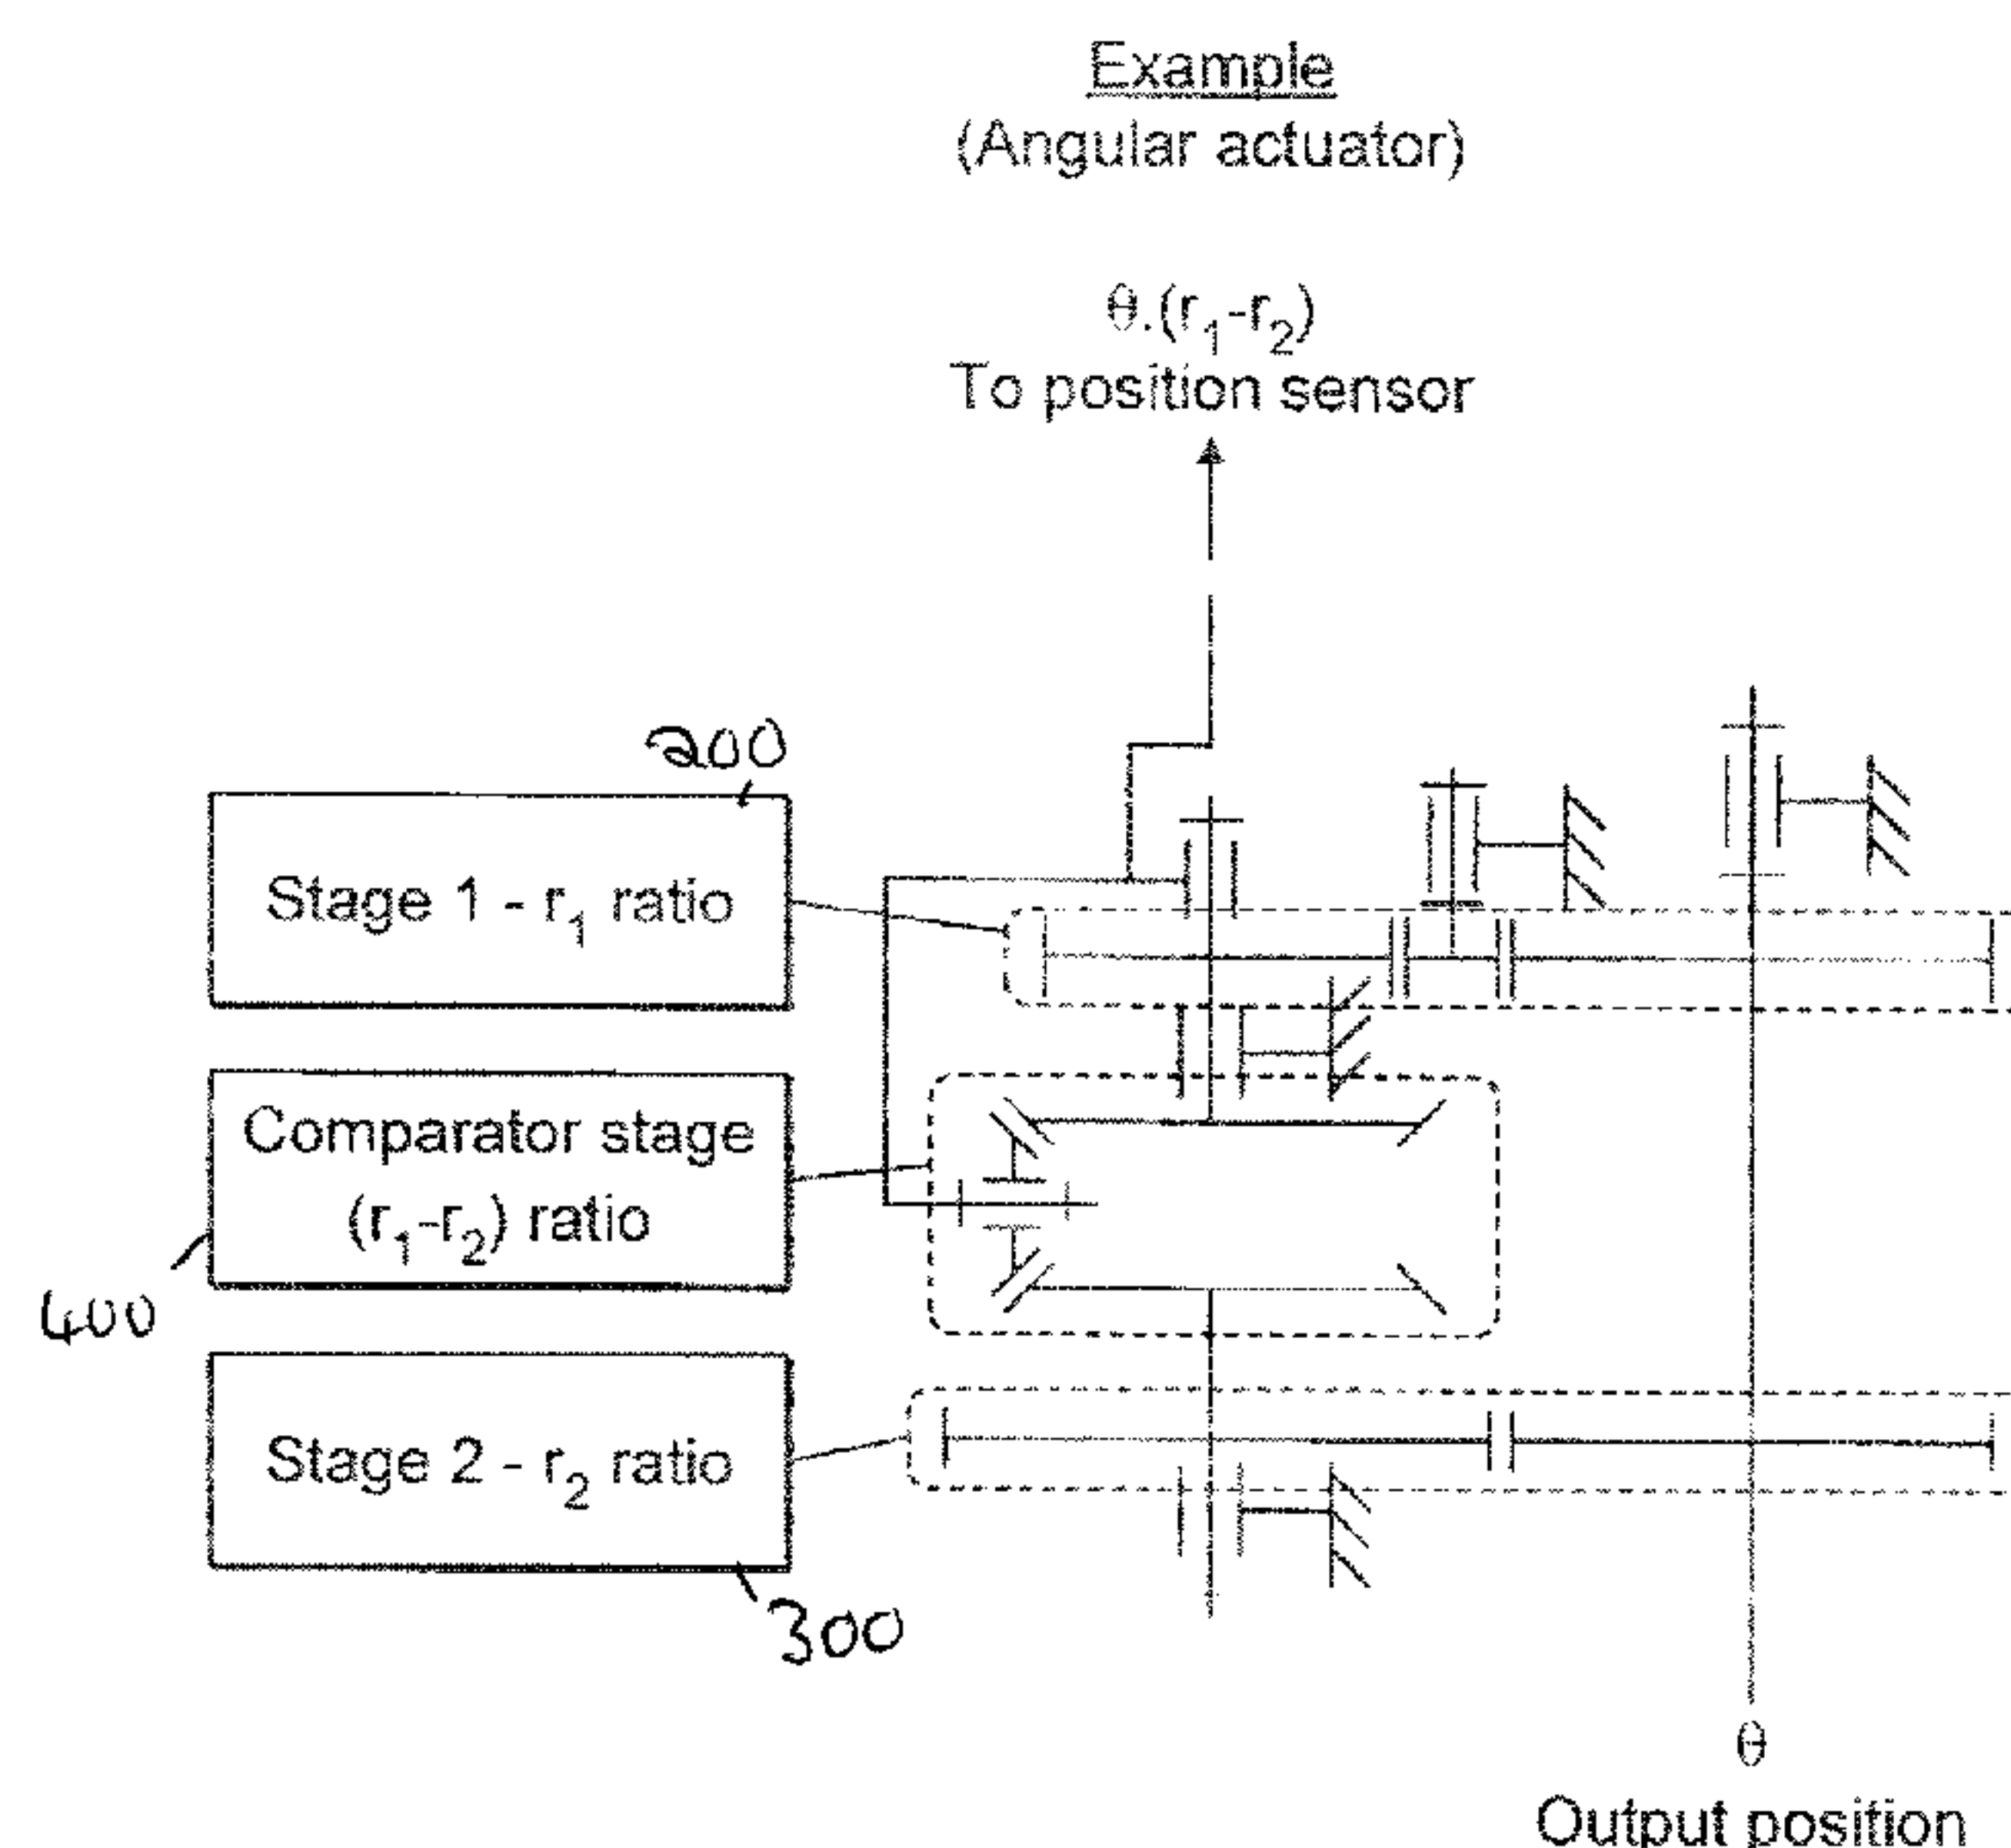 Example
(Angular actuator)
θ.(r₁-r₂)
To position sensor
200
Stage 1 - r₁ ratio
Comparator stage
(r₁-r₂) ratio
400
Stage 2 - r₂ ratio
300
θ
Output position